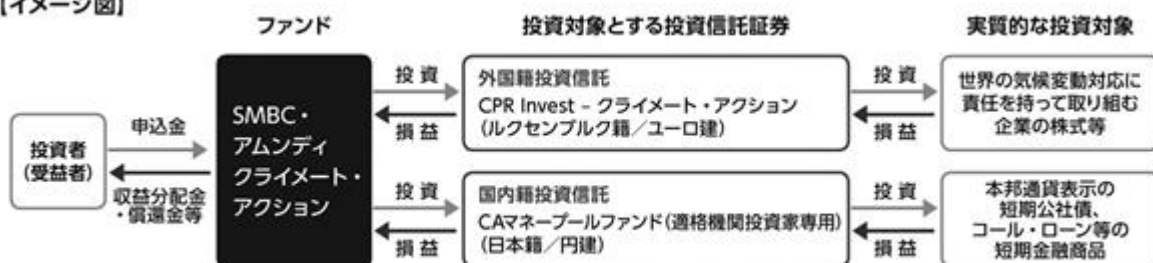 【イメージ図】
ファンド
投資対象とする投資信託証券
実質的な投資対象
投資者
(受益者)
申込金
収益分配金
・償還金等
SMBC・
アムンディ
クライメート・
アクション
投資
損益
外国籍投資信託
CPR Invest – クライメート・アクション
(ルクセンブルク籍／ユーロ建)
投資
損益
世界の気候変動対応に
責任を持って取り組む
企業の株式等
投資
損益
国内籍投資信託
CAマネープールファンド(適格機関投資家専用)
(日本籍／円建)
投資
損益
本邦通貨表示の
短期公社債、
コール・ローン等の
短期金融商品